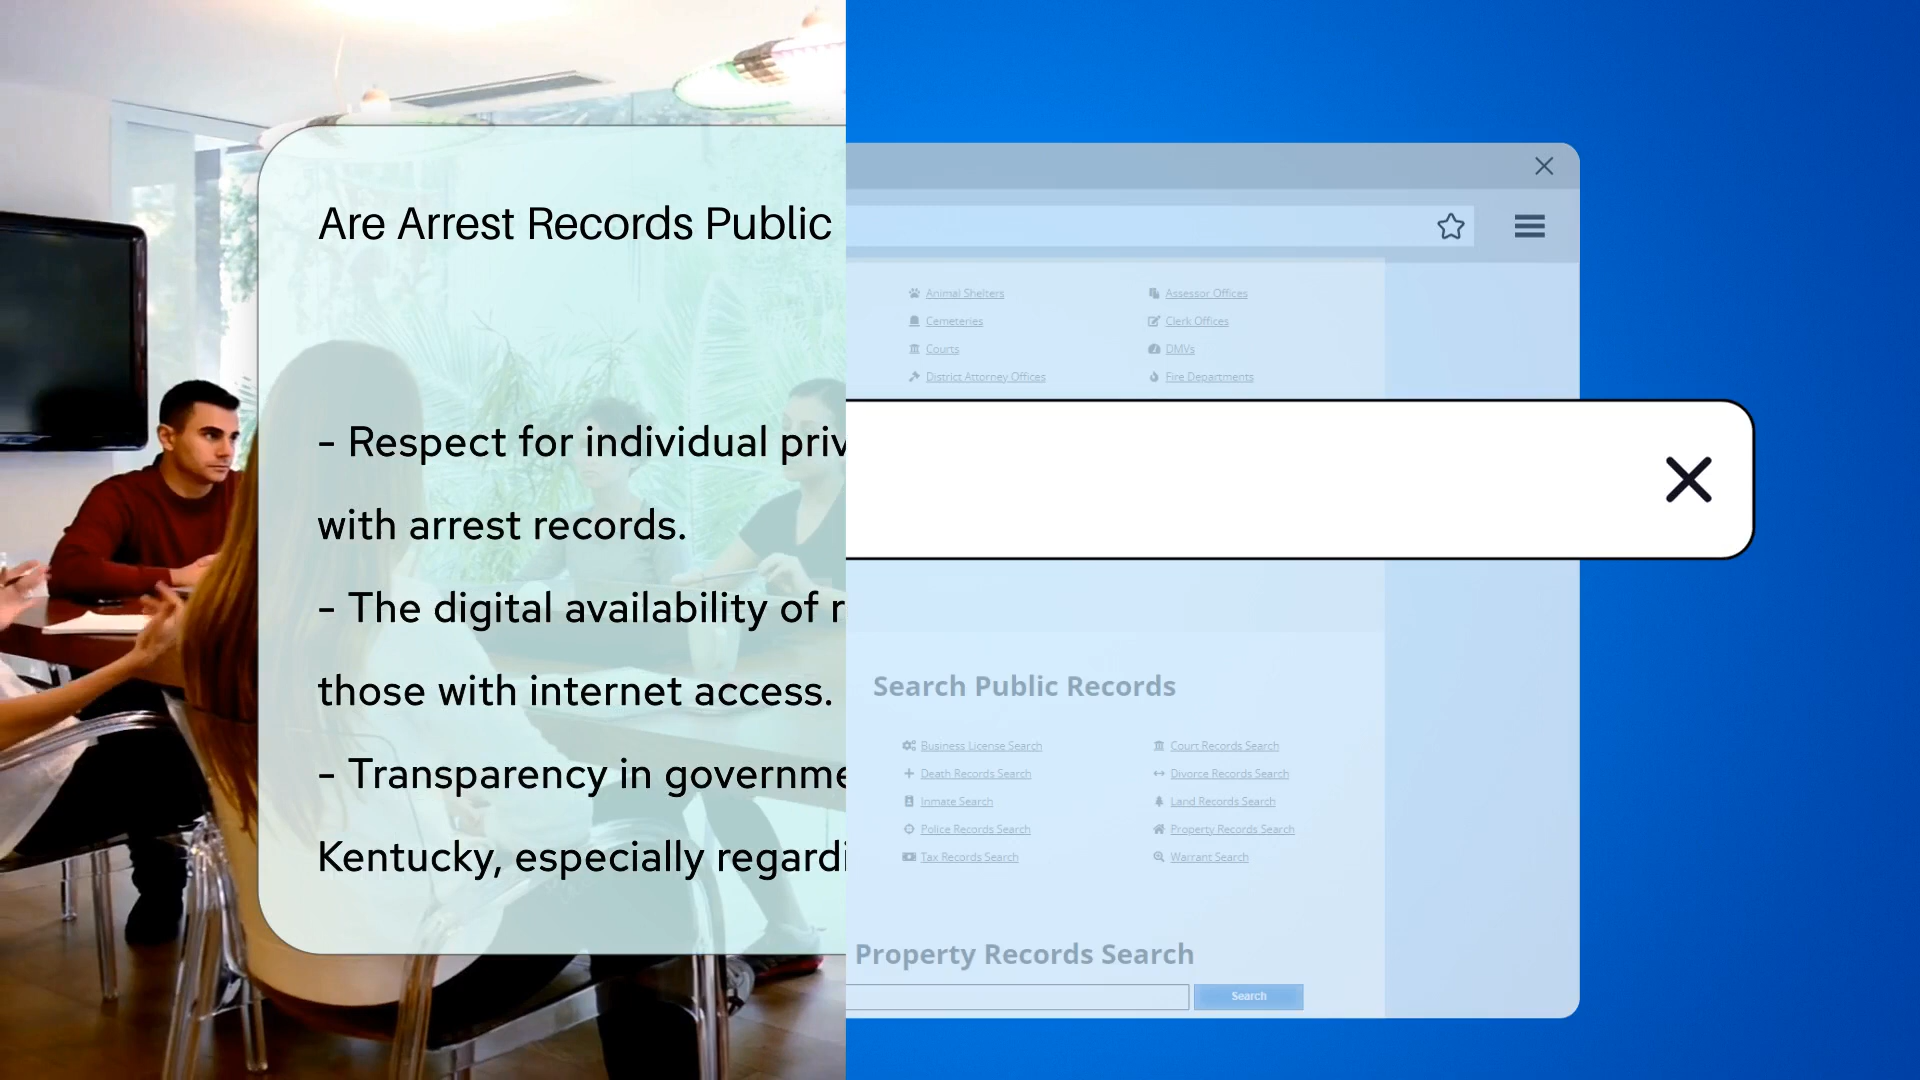 Are Arrest Records Public
- Respect for individual
with arrest records.
- The digital availability of
those with internet access.
- Transparency in
Kentucky, especially
Animal Shelters
Assessor Offices
Cemeteries
Clerk Offices
Courts
DMVs
District Attorney Offices
Fire Departments
Search Public Records
Business License Search
Court Records Search
Death Records Search
Divorce Records Search
Inmate Search
Land Records Search
Police Records Search
Property Records Search
Tax Records Search
Warrant Search
Property Records Search
Search